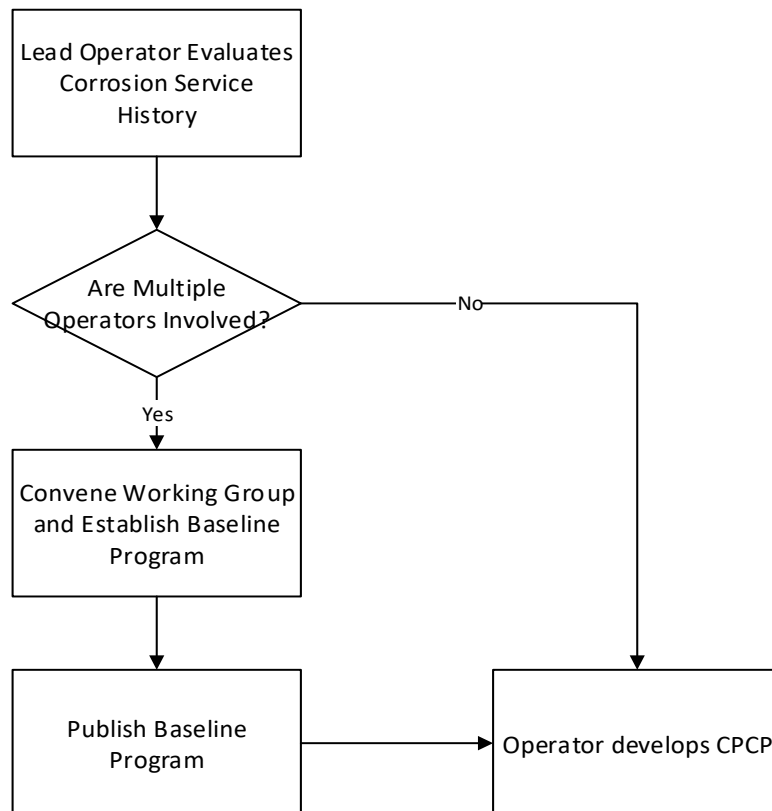 Lead Operator Evaluates
Corrosion Service
History
Are Multiple
Operators Involved?
No
Yes
Convene Working Group
and Establish Baseline
Program
Publish Baseline
Program
Operator develops CPCP